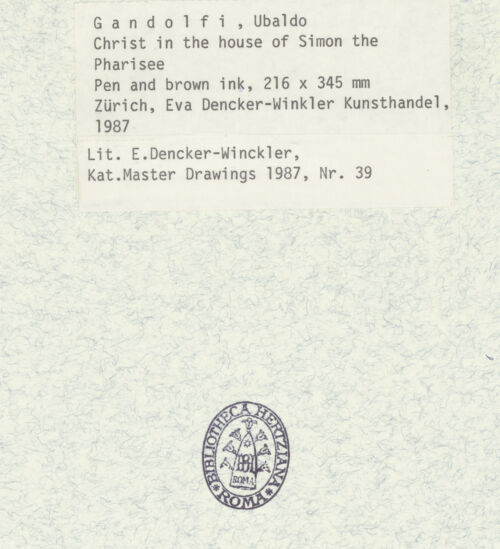 G a n d o l f i , Ubaldo
Christ in the house of Simon the
Pharisee
Pen and brown ink, 216 x 345 mm
Zürich, Eva Dencker-Winkler Kunsthandel,
1987
Lit. E.Dencker-Winckler,
Kat.Master Drawings 1987, Nr. 39
BIBLIOTHECA HERTZIANA
ROMA
ROMA